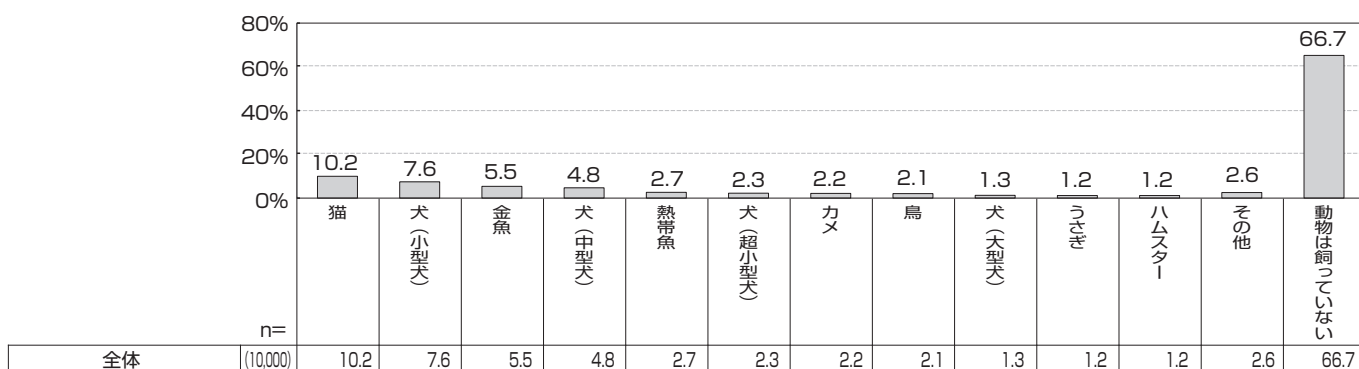 80%
60%
40%
20%
0%
10.2
7.6
5.5
4.8
2.7
2.3
2.2
2.1
1.3
1.2
1.2
2.6
66.7
猫
犬（小型犬）
金魚
犬（中型犬）
熱帯魚
犬（超小型犬）
カメ
鳥
犬（大型犬）
うさぎ
ハムスター
その他
動物は飼っていない
n=
全体 (10,000) 10.2 7.6 5.5 4.8 2.7 2.3 2.2 2.1 1.3 1.2 1.2 2.6 66.7